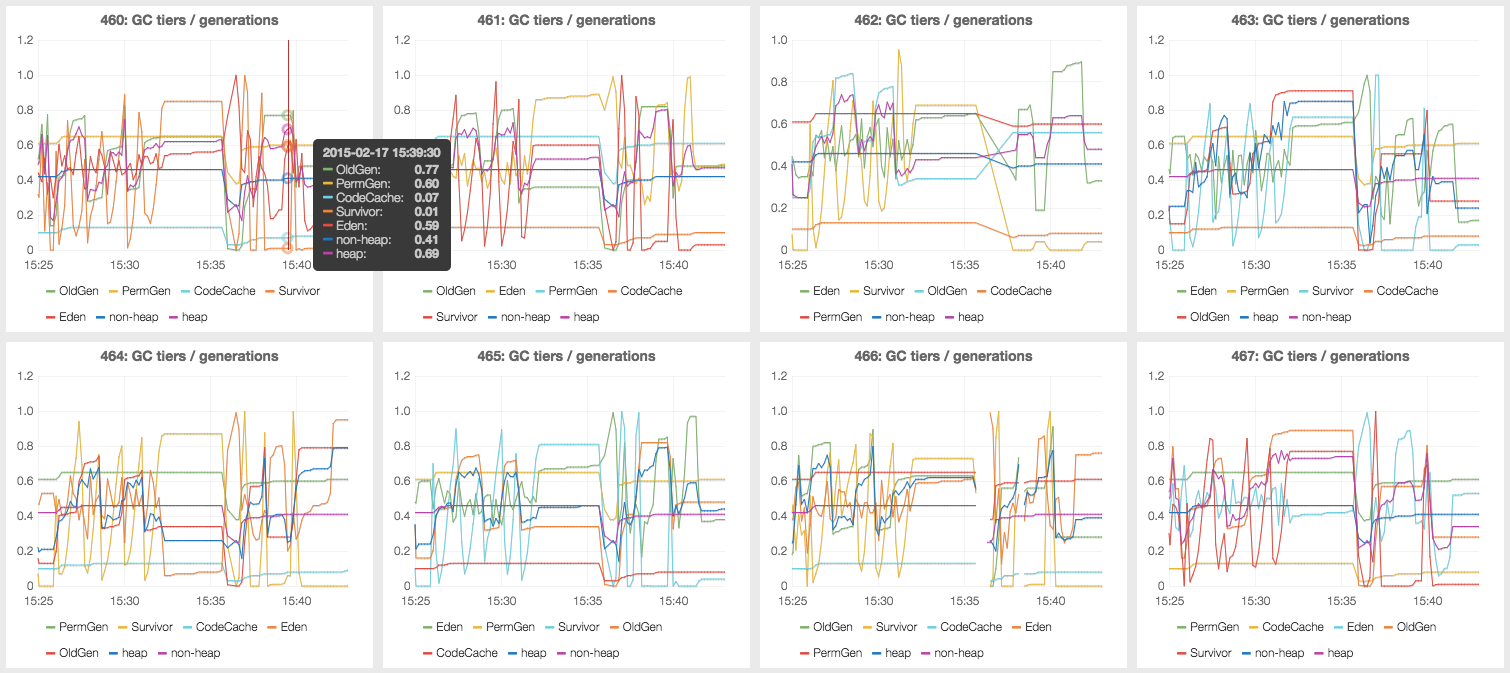 460: GC tiers / generations
1.2
1.0
0.8
0.6
0.4
0.2
0
15:25
15:30
15:35
15:40
OldGen PermGen CodeCache Survivor
Eden non-heap heap
2015-02-17 15:39:30
OldGen: 0.77
PermGen: 0.60
CodeCache: 0.07
Survivor: 0.01
Eden: 0.59
non-heap: 0.41
heap: 0.69
461: GC tiers / generations
1.2
1.0
0.8
15:30
15:35
15:40
OldGen Eden PermGen CodeCache
Survivor non-heap heap
462: GC tiers / generations
1.0
0.8
0.6
0.4
0.2
0
15:25
15:30
15:35
15:40
Eden Survivor OldGen CodeCache
PermGen non-heap heap
463: GC tiers / generations
1.2
1.0
0.8
0.6
0.4
0.2
0
15:25
15:30
15:35
15:40
Eden PermGen Survivor CodeCache
OldGen heap non-heap
464: GC tiers / generations
1.2
1.0
0.8
0.6
0.4
0.2
0
15:25
15:30
15:35
15:40
PermGen Survivor CodeCache Eden
OldGen heap non-heap
465: GC tiers / generations
1.2
1.0
0.8
0.6
0.4
0.2
0
15:25
15:30
15:35
15:40
Eden PermGen Survivor OldGen
CodeCache heap non-heap
466: GC tiers / generations
1.2
1.0
0.8
0.6
0.4
0.2
0
15:25
15:30
15:35
15:40
OldGen Survivor CodeCache Eden
PermGen heap non-heap
467: GC tiers / generations
1.2
1.0
0.8
0.6
0.4
0.2
0
15:25
15:30
15:35
15:40
PermGen CodeCache Eden OldGen
Survivor non-heap heap